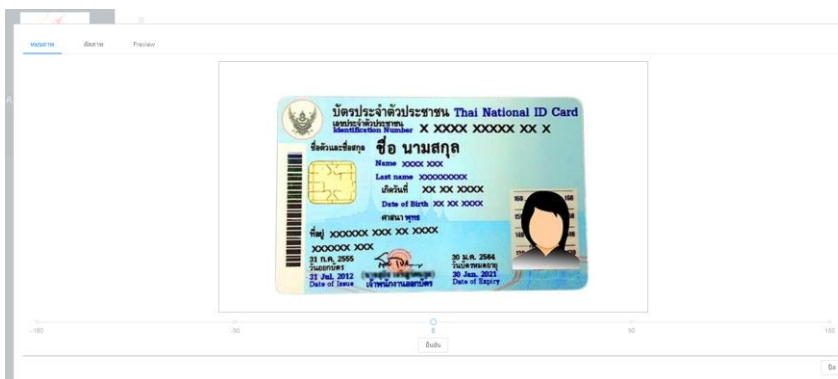 หมุนภาพ ตัดภาพ Preview
บัตรประจำตัวประชาชน Thai National ID Card
เลขประจำตัวประชาชน
Identification Number X XXXX XXXXX XX X
ชื่อตัวและชื่อสกุล ชื่อ นามสกุล
Name XXXX XXX
Last name XXXXXXXXX
เกิดวันที่ XX XX XXXX
Date of Birth XX XX XXXX
ศาสนา พุทธ
ที่อยู่ XXXXXX XXX XX XXXX
XXXXXX XXX
31 ก.ค. 2555
วันออกบัตร
31 Jul. 2012
Date of Issue
เจ้าพนักงานออกบัตร
30 ม.ค. 2564
วันบัตรหมดอายุ
30 Jan. 2021
Date of Expiry
160
-180 -90 0 90 180
ยืนยัน